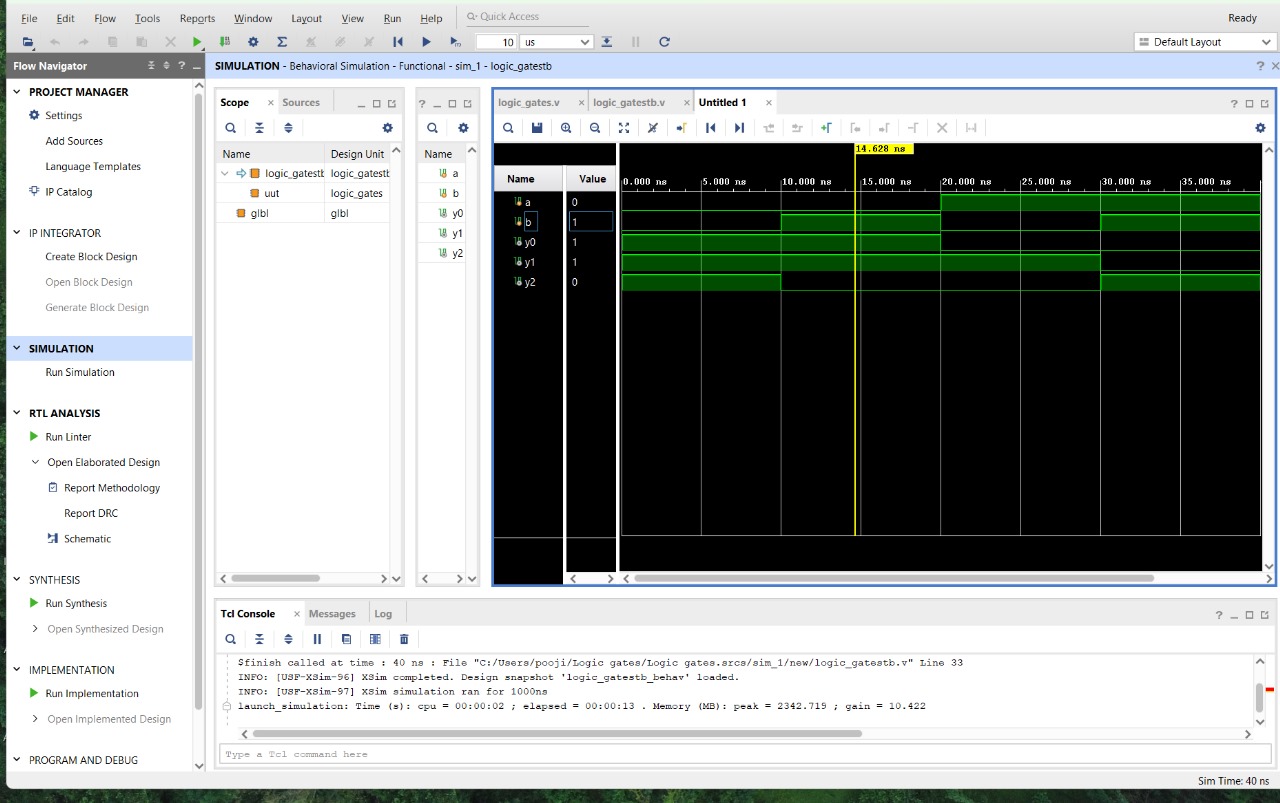 File Edit Flow Tools Reports Window Layout View Run Help Quick Access Ready
10 us Default Layout
Flow Navigator
PROJECT MANAGER
Settings
Add Sources
Language Templates
IP Catalog
IP INTEGRATOR
Create Block Design
Open Block Design
Generate Block Design
SIMULATION
Run Simulation
RTL ANALYSIS
Run Linter
Open Elaborated Design
Report Methodology
Report DRC
Schematic
SYNTHESIS
Run Synthesis
Open Synthesized Design
IMPLEMENTATION
Run Implementation
Open Implemented Design
PROGRAM AND DEBUG
SIMULATION - Behavioral Simulation - Functional - sim_1 - logic_gatestb
Scope Sources
Name Design Unit
logic_gatestb logic_gatestb
uut logic_gates
glbl glbl
Name
a
b
y0
y1
y2
logic_gates.v logic_gatestb.v Untitled 1
14.628 ns
Name Value
0.000 ns 5.000 ns 10.000 ns 15.000 ns 20.000 ns 25.000 ns 30.000 ns 35.000 ns
a 0
b 1
y0 1
y1 1
y2 0
Tcl Console Messages Log
$finish called at time : 40 ns : File "C:/Users/pooji/Logic gates/Logic gates.srcs/sim_1/new/logic_gatestb.v" Line 33
INFO: [USF-XSim-96] XSim completed. Design snapshot 'logic_gatestb_behav' loaded.
INFO: [USF-XSim-97] XSim simulation ran for 1000ns
launch_simulation: Time (s): cpu = 00:00:02 ; elapsed = 00:00:13 . Memory (MB): peak = 2342.719 ; gain = 10.422
Type a Tcl command here
Sim Time: 40 ns